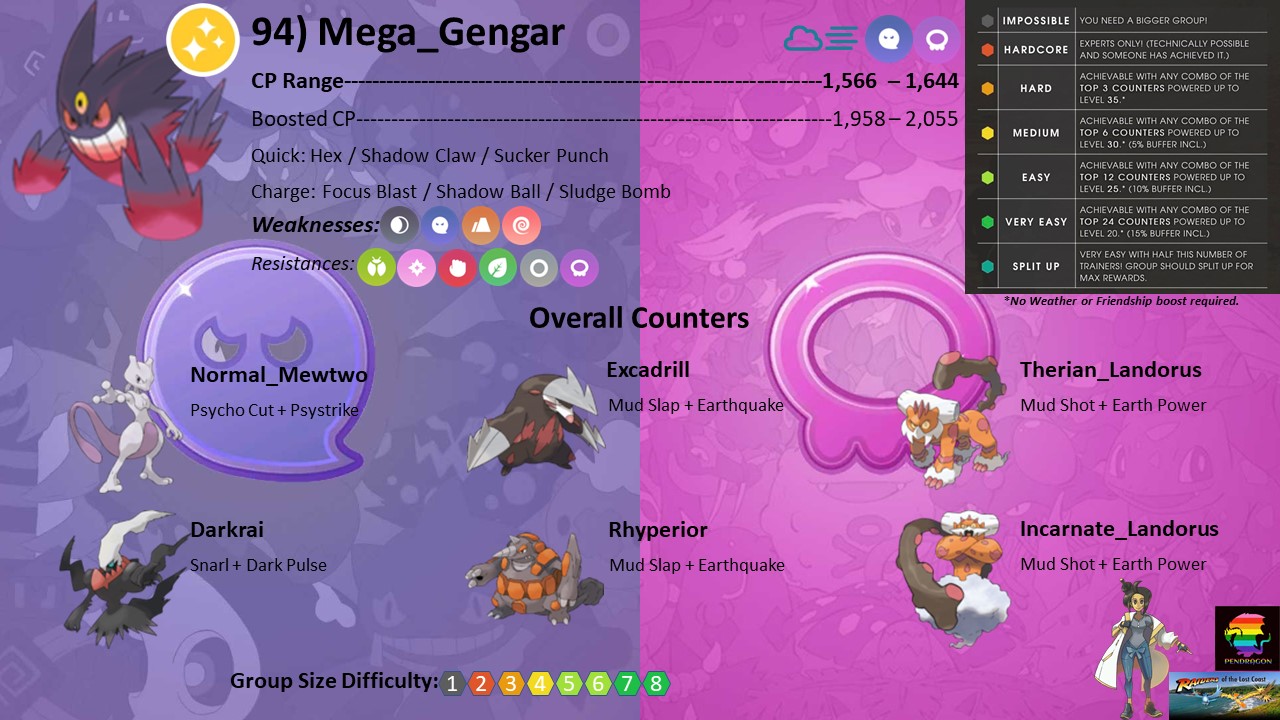 94) Mega_Gengar
CP Range--------------------------------------------------------------------1,566 – 1,644
Boosted CP--------------------------------------------------------------------1,958 – 2,055
Quick: Hex / Shadow Claw / Sucker Punch
Charge: Focus Blast / Shadow Ball / Sludge Bomb
Weaknesses:
Resistances:
IMPOSSIBLE YOU NEED A BIGGER GROUP!
HARDCORE EXPERTS ONLY! (TECHNICALLY POSSIBLE
AND SOMEONE HAS ACHIEVED IT.)
HARD ACHIEVABLE WITH ANY COMBO OF THE
TOP 3 COUNTERS POWERED UP TO
LEVEL 35.*
MEDIUM ACHIEVABLE WITH ANY COMBO OF THE
TOP 6 COUNTERS POWERED UP TO
LEVEL 30.* (5% BUFFER INCL.)
EASY ACHIEVABLE WITH ANY COMBO OF THE
TOP 12 COUNTERS POWERED UP TO
LEVEL 25.* (10% BUFFER INCL.)
VERY EASY ACHIEVABLE WITH ANY COMBO OF THE
TOP 24 COUNTERS POWERED UP TO
LEVEL 20.* (15% BUFFER INCL.)
SPLIT UP VERY EASY WITH HALF THIS NUMBER OF
TRAINERS! GROUP SHOULD SPLIT UP FOR
MAX REWARDS.
*No Weather or Friendship boost required.
Overall Counters
Normal_Mewtwo
Psycho Cut + Psystrike
Excadrill
Mud Slap + Earthquake
Therian_Landorus
Mud Shot + Earth Power
Darkrai
Snarl + Dark Pulse
Rhyperior
Mud Slap + Earthquake
Incarnate_Landorus
Mud Shot + Earth Power
Group Size Difficulty: 1 2 3 4 5 6 7 8
PENDRAGON
RAIDERS of the Lost Coast